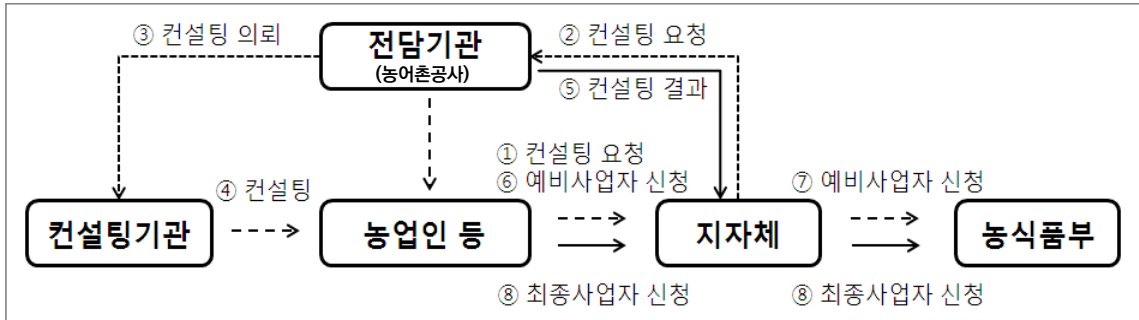 ③ 컨설팅 의뢰
전담기관
(농어촌공사)
② 컨설팅 요청
⑤ 컨설팅 결과
① 컨설팅 요청
④ 컨설팅
⑥ 예비사업자 신청
⑦ 예비사업자 신청
컨설팅기관
농업인 등
지자체
농식품부
⑧ 최종사업자 신청
⑧ 최종사업자 신청